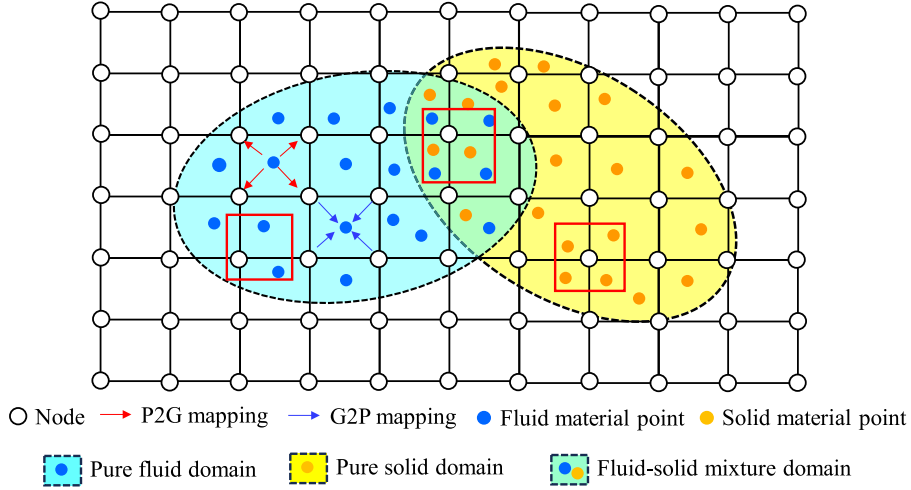 Node P2G mapping G2P mapping Fluid material point Solid material point
Pure fluid domain Pure solid domain Fluid-solid mixture domain